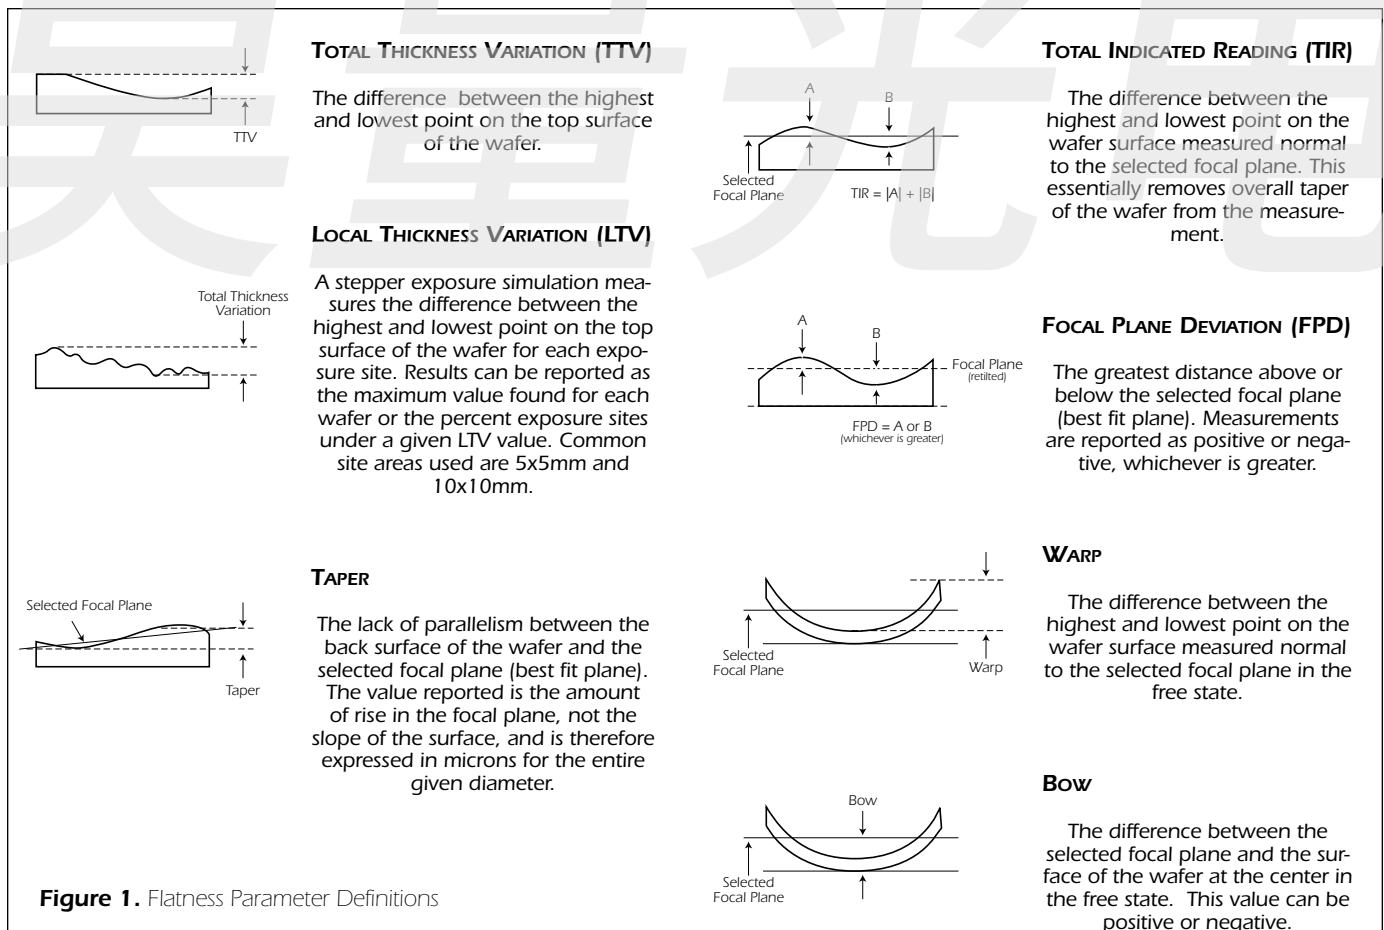 TOTAL THICKNESS VARIATION (TTV)
The difference between the highest
and lowest point on the top surface
of the wafer.
TTV
LOCAL THICKNESS VARIATION (LTV)
A stepper exposure simulation mea-
sures the difference between the
highest and lowest point on the top
surface of the wafer for each expo-
sure site. Results can be reported as
the maximum value found for each
wafer or the percent exposure sites
under a given LTV value. Common
site areas used are 5x5mm and
10x10mm.
Total Thickness
Variation
TAPER
The lack of parallelism between the
back surface of the wafer and the
selected focal plane (best fit plane).
The value reported is the amount
of rise in the focal plane, not the
slope of the surface, and is therefore
expressed in microns for the entire
given diameter.
Selected Focal Plane
Taper
Figure 1. Flatness Parameter Definitions
TOTAL INDICATED READING (TIR)
The difference between the
highest and lowest point on the
wafer surface measured normal
to the selected focal plane. This
essentially removes overall taper
of the wafer from the measure-
ment.
A
B
Selected
Focal Plane
TIR = |A| + |B|
FOCAL PLANE DEVIATION (FPD)
The greatest distance above or
below the selected focal plane
(best fit plane). Measurements
are reported as positive or nega-
tive, whichever is greater.
A
B
Focal Plane
(retilted)
FPD = A or B
(whichever is greater)
WARP
The difference between the
highest and lowest point on the
wafer surface measured normal
to the selected focal plane in the
free state.
Selected
Focal Plane
Warp
BOW
The difference between the
selected focal plane and the sur-
face of the wafer at the center in
the free state. This value can be
positive or negative.
Bow
Selected
Focal Plane
昊量光电